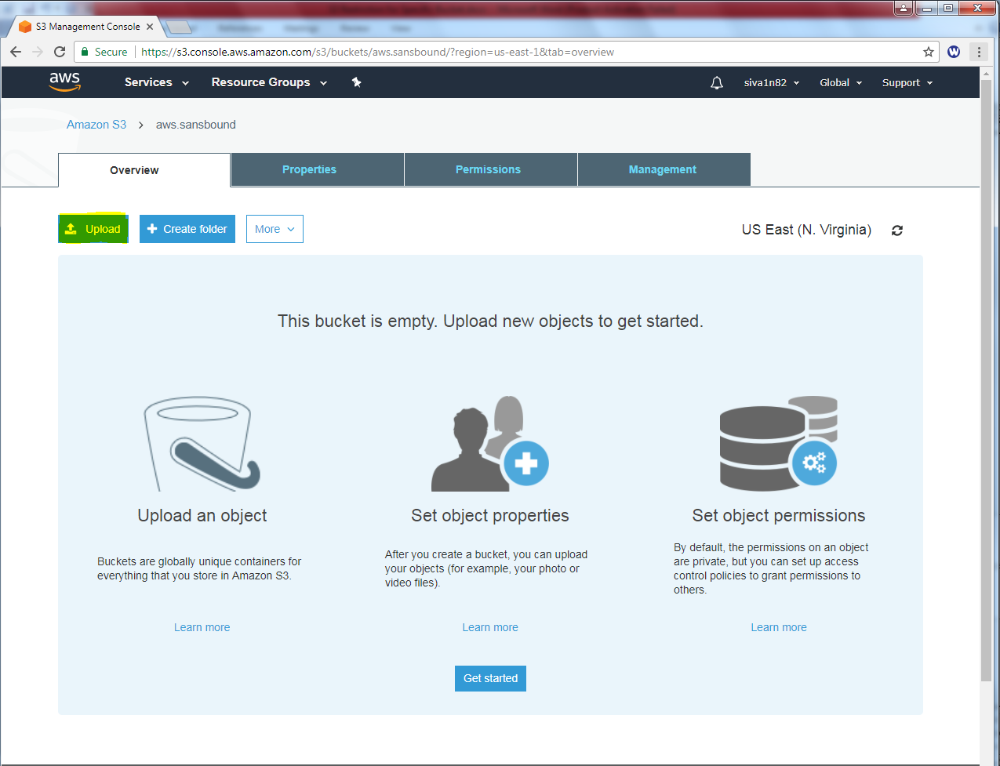 S3 Management Console
Secure https://s3.console.aws.amazon.com/s3/buckets/aws.sansbound/?region=us-east-1&tab=overview
W
aws Services Resource Groups siva1n82 Global Support
Amazon S3 > aws.sansbound
Overview Properties Permissions Management
Upload Create folder More US East (N. Virginia)
This bucket is empty. Upload new objects to get started.
Upload an object
Buckets are globally unique containers for
everything that you store in Amazon S3.
Learn more
Set object properties
After you create a bucket, you can upload
your objects (for example, your photo or
video files).
Learn more
Set object permissions
By default, the permissions on an object
are private, but you can set up access
control policies to grant permissions to
others.
Learn more
Get started